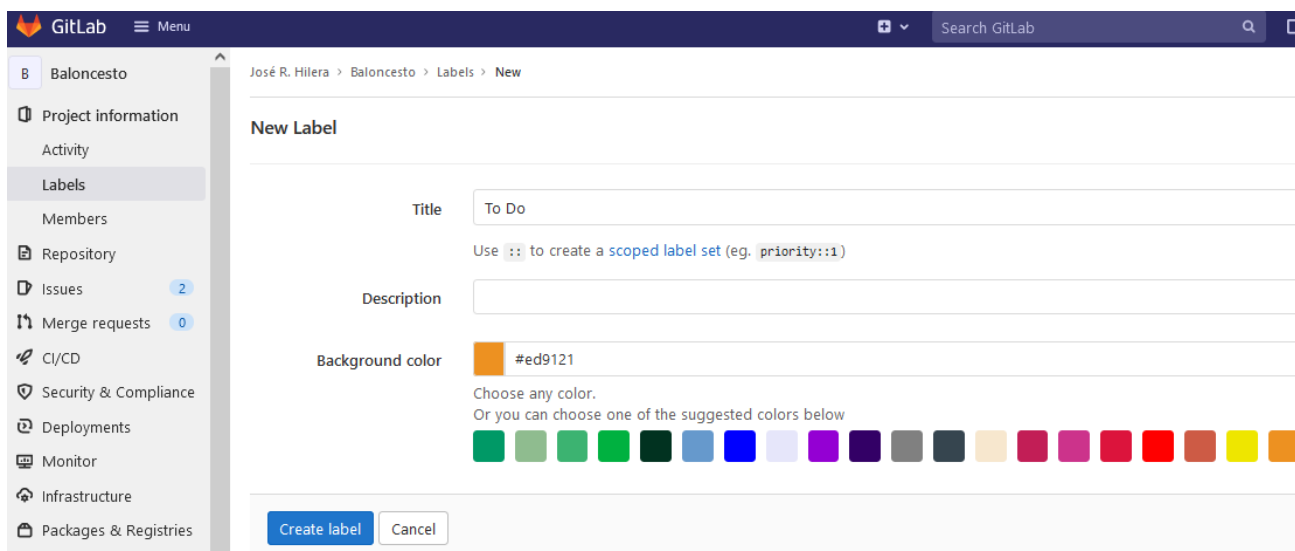 GitLab Menu Search GitLab
B Baloncesto
Project information
Activity
Labels
Members
Repository
Issues 2
Merge requests 0
CI/CD
Security & Compliance
Deployments
Monitor
Infrastructure
Packages & Registries
José R. Hilera > Baloncesto > Labels > New
New Label
Title To Do
Use :: to create a scoped label set (eg. priority::1)
Description
Background color #ed9121
Choose any color.
Or you can choose one of the suggested colors below
Create label Cancel